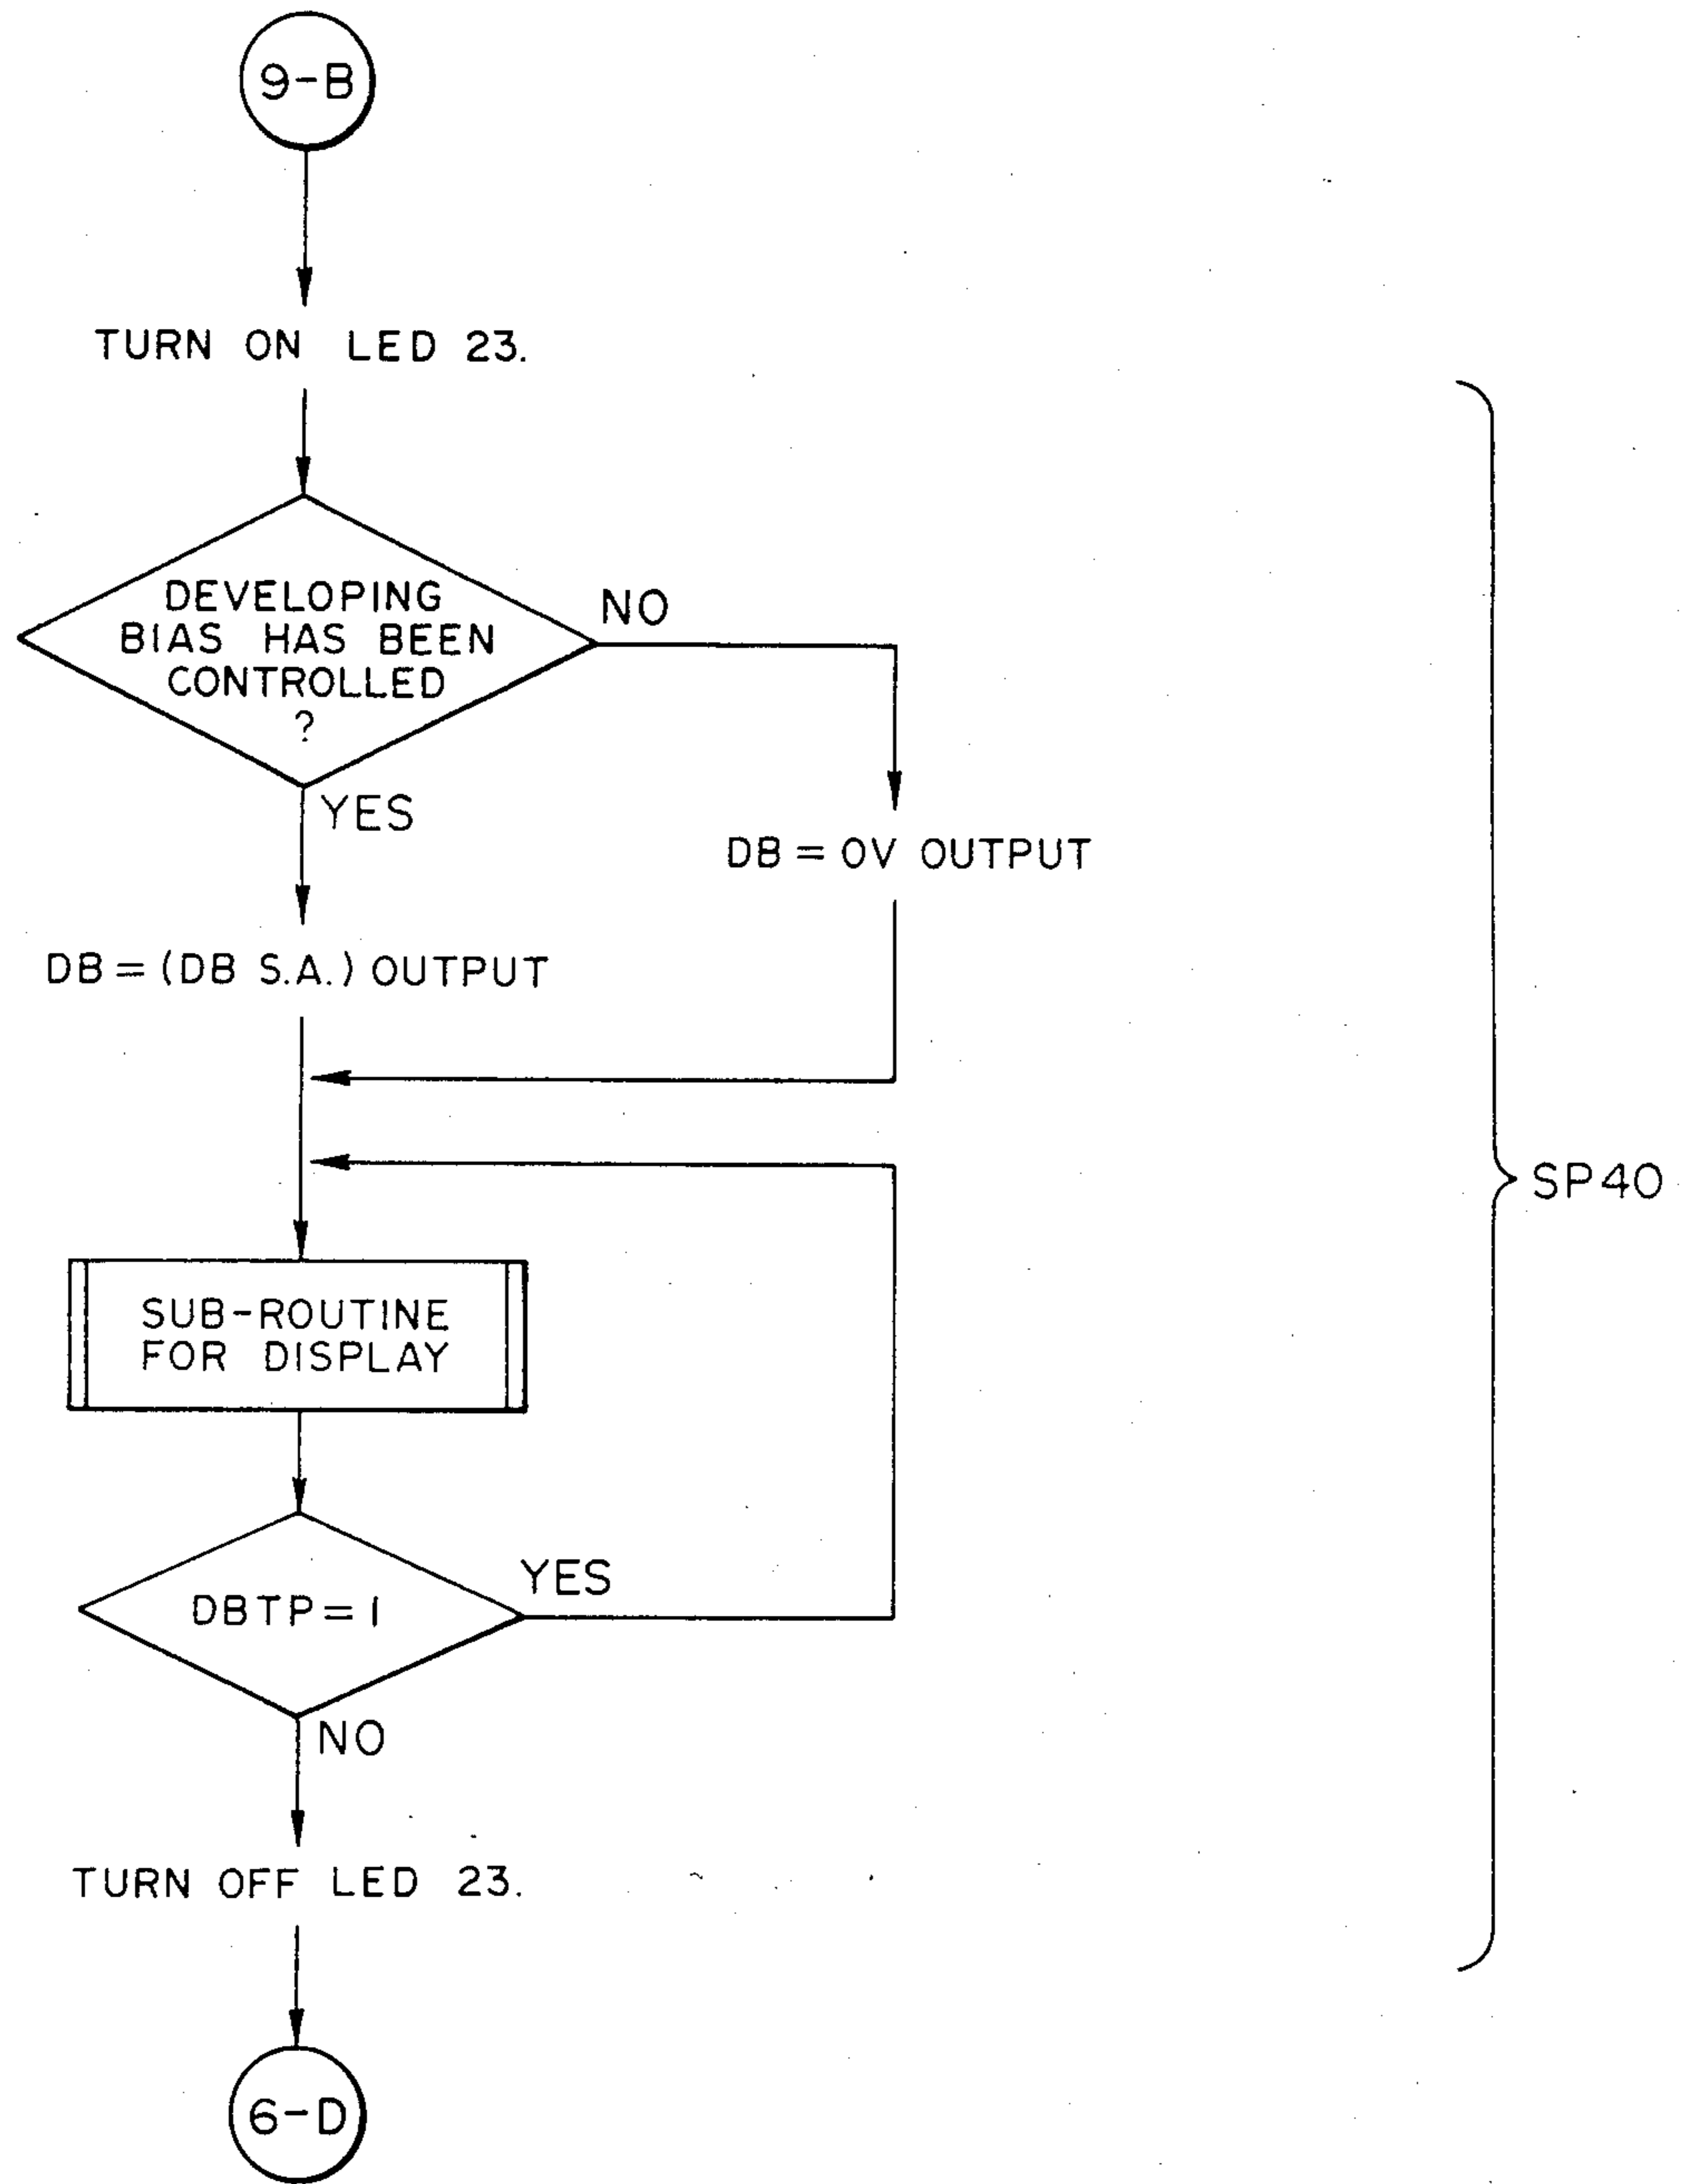 9-B
TURN ON LED 23.
DEVELOPING
BIAS HAS BEEN
CONTROLLED
?
NO
YES
DB = 0V OUTPUT
DB = (DB S.A.) OUTPUT
SP40
SUB-ROUTINE
FOR DISPLAY
DBTP = 1
YES
NO
TURN OFF LED 23.
6-D